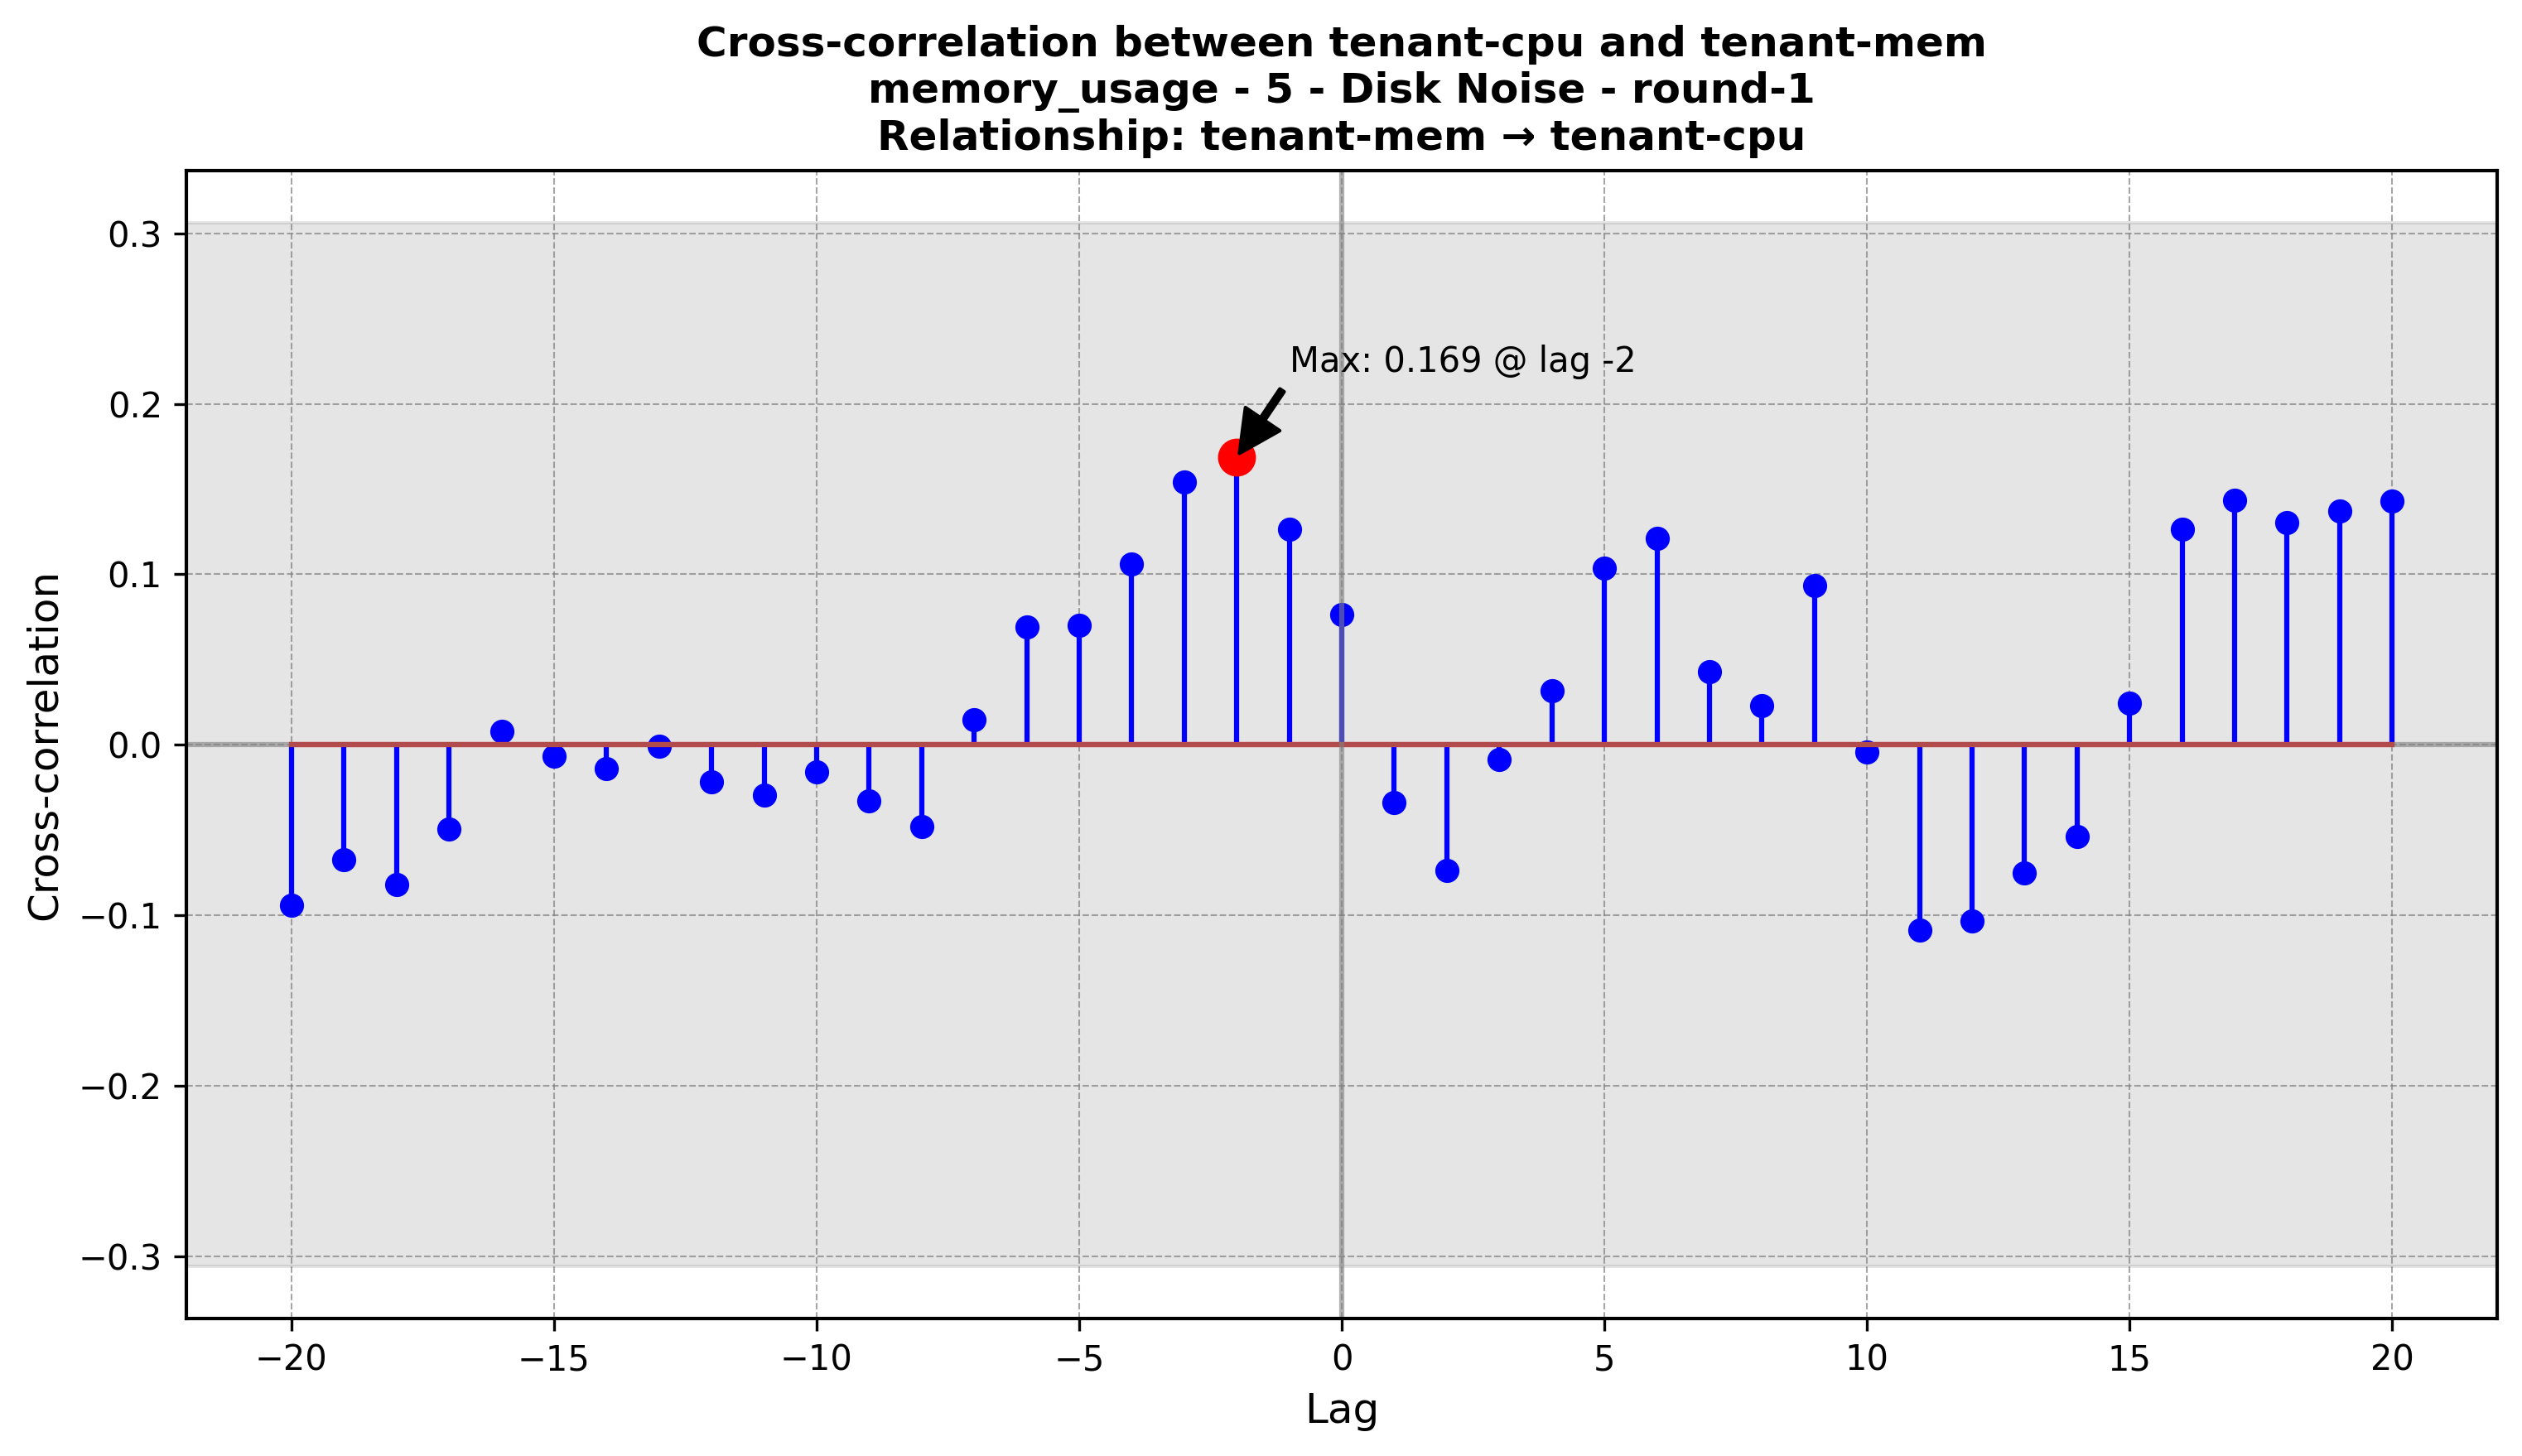 Cross-correlation between tenant-cpu and tenant-mem
memory_usage - 5 - Disk Noise - round-1
Relationship: tenant-mem → tenant-cpu
Cross-correlation
0.3
0.2
0.1
0.0
−0.1
−0.2
−0.3
Max: 0.169 @ lag -2
−20 −15 −10 −5 0 5 10 15 20
Lag